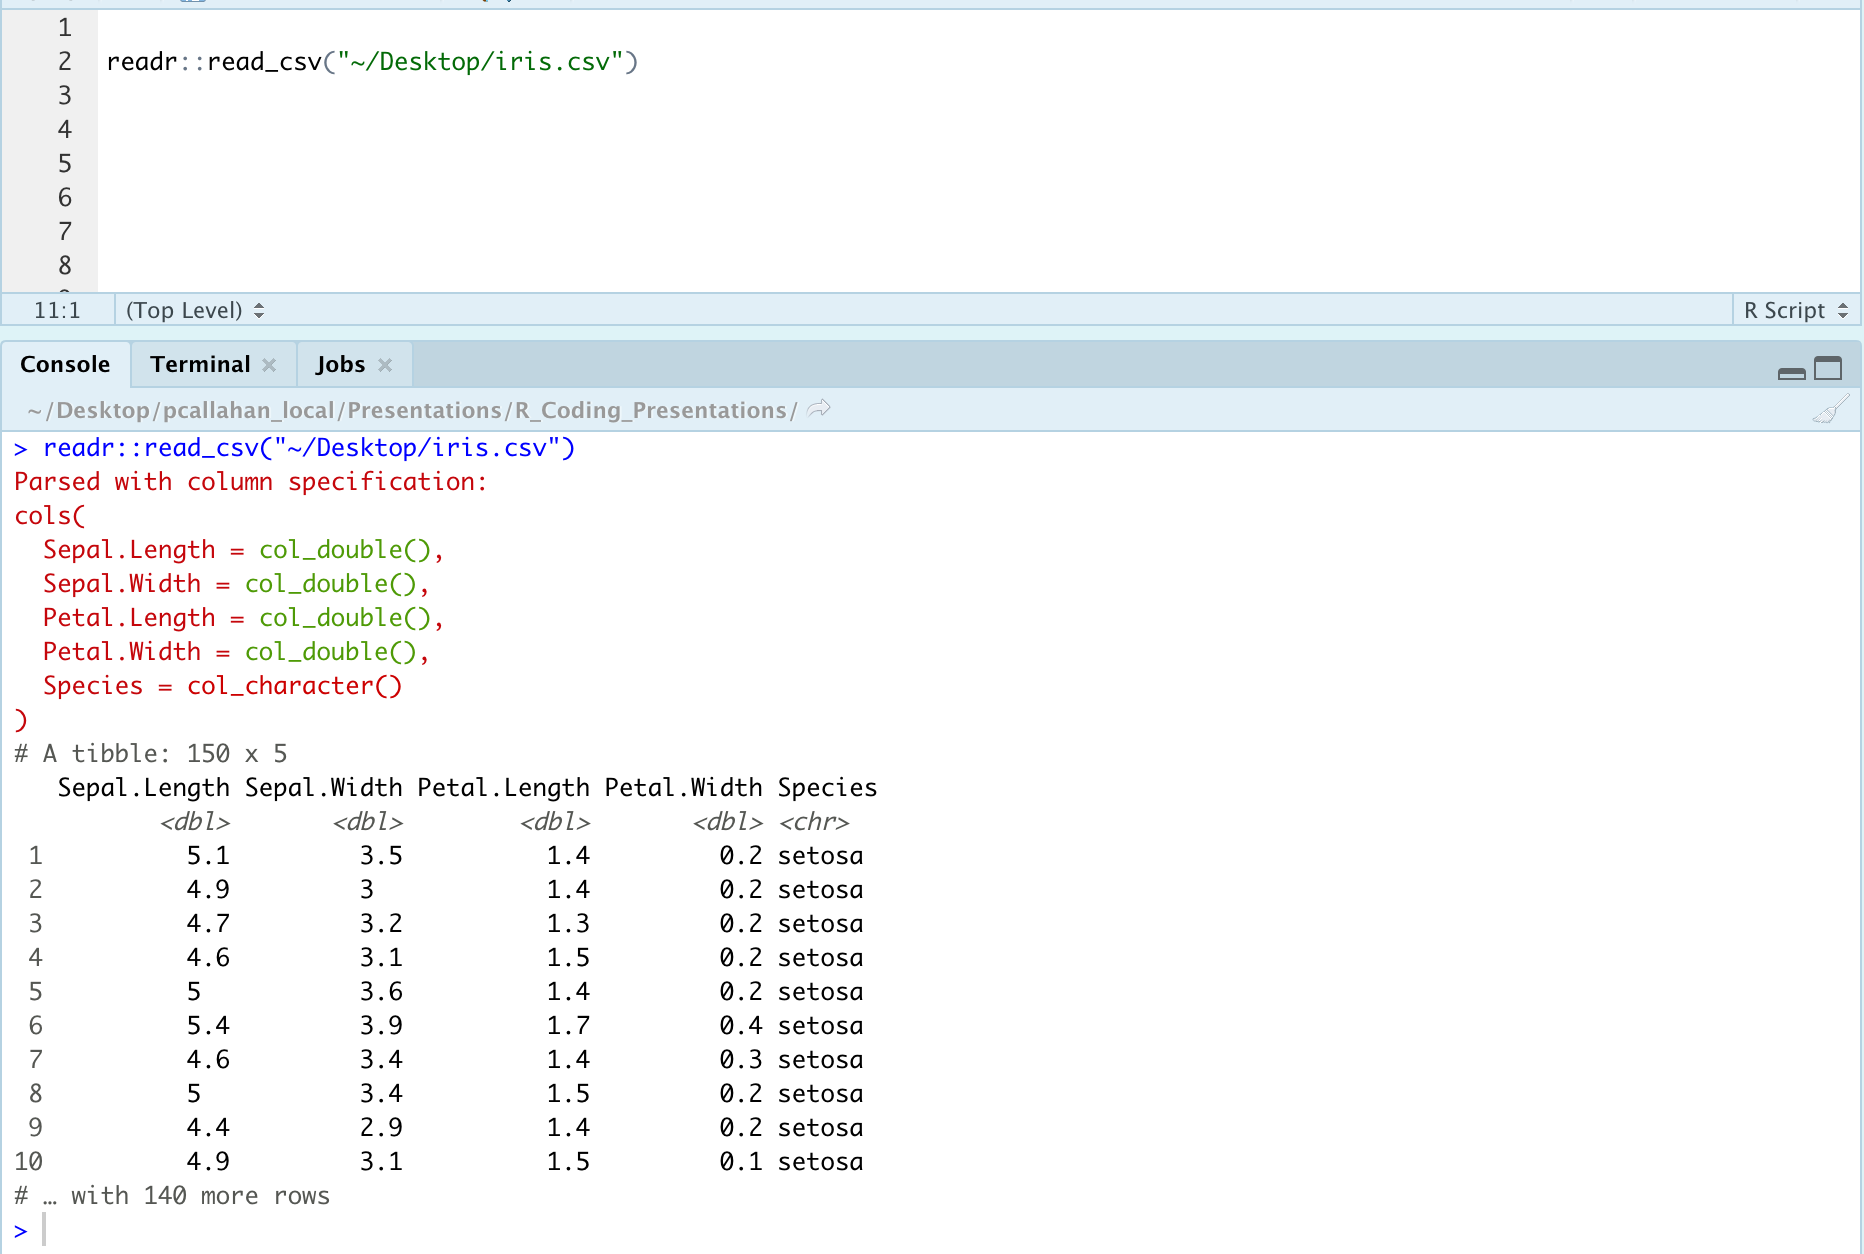 1
2 readr::read_csv("~/Desktop/iris.csv")
3
4
5
6
7
8
11:1 (Top Level) R Script
Console Terminal Jobs
~/Desktop/pcallahan_local/Presentations/R_Coding_Presentations/
> readr::read_csv("~/Desktop/iris.csv")
Parsed with column specification:
cols(
  Sepal.Length = col_double(),
  Sepal.Width = col_double(),
  Petal.Length = col_double(),
  Petal.Width = col_double(),
  Species = col_character()
)
# A tibble: 150 x 5
   Sepal.Length Sepal.Width Petal.Length Petal.Width Species
          <dbl>       <dbl>        <dbl>       <dbl> <chr>
 1          5.1         3.5          1.4         0.2 setosa
 2          4.9         3            1.4         0.2 setosa
 3          4.7         3.2          1.3         0.2 setosa
 4          4.6         3.1          1.5         0.2 setosa
 5          5           3.6          1.4         0.2 setosa
 6          5.4         3.9          1.7         0.4 setosa
 7          4.6         3.4          1.4         0.3 setosa
 8          5           3.4          1.5         0.2 setosa
 9          4.4         2.9          1.4         0.2 setosa
10          4.9         3.1          1.5         0.1 setosa
# … with 140 more rows
>